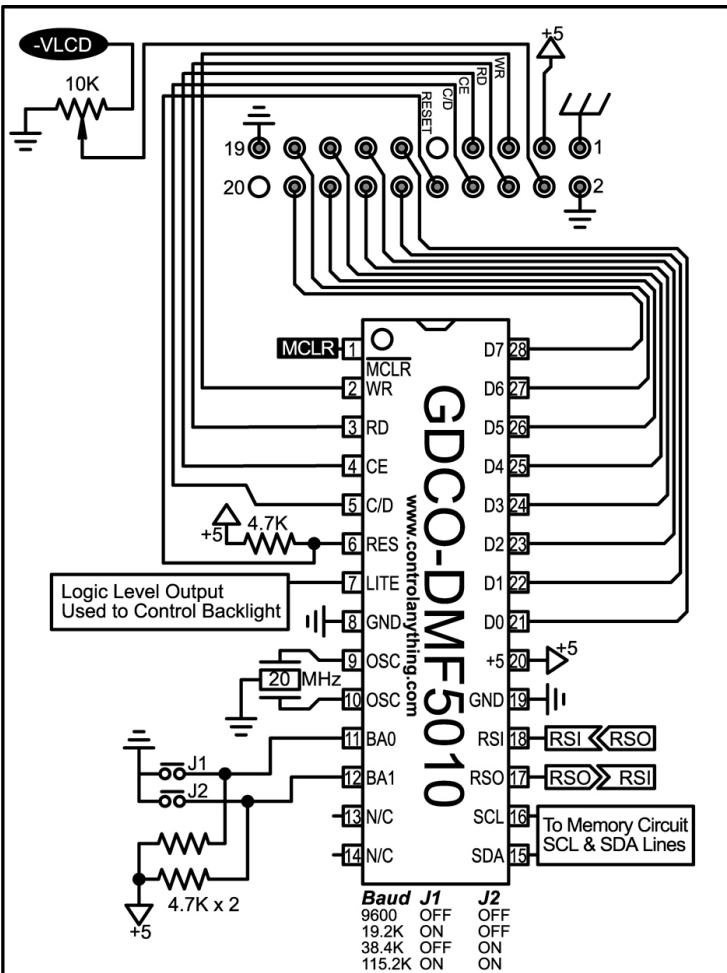 -VLCD
+5
10K
WR
RD
CE
C/D
RESET
19
1
20
2
MCLR
1
MCLR
D7 28
2 WR
D6 27
3 RD
D5 26
4 CE
D4 25
5 C/D
D3 24
+5
4.7K
6 RES
D2 23
Logic Level Output
Used to Control Backlight
7 LITE
D1 22
8 GND
D0 21
9 OSC
+5 20
+5
20 MHz
10 OSC
GND 19
11 BA0
RSI 18
RSI RSO
J1
12 BA1
RSO 17
RSO RSI
J2
13 N/C
SCL 16
To Memory Circuit
SCL & SDA Lines
14 N/C
SDA 15
GDCO-DMF5010
www.controlanything.com
4.7K x 2
+5
Baud J1 J2
9600 OFF OFF
19.2K ON OFF
38.4K OFF ON
115.2K ON ON